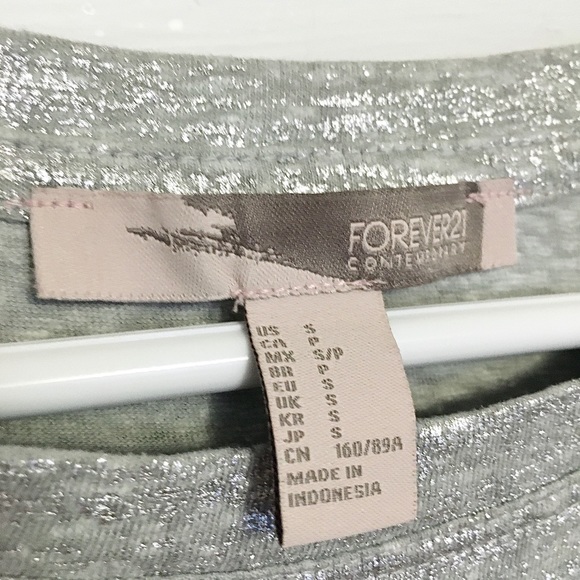 FOREVER21
CONTEMPORARY
US S
CA P
MX S/P
BR P
EU S
UK S
KR S
JP S
CN 160/89A
MADE IN
INDONESIA